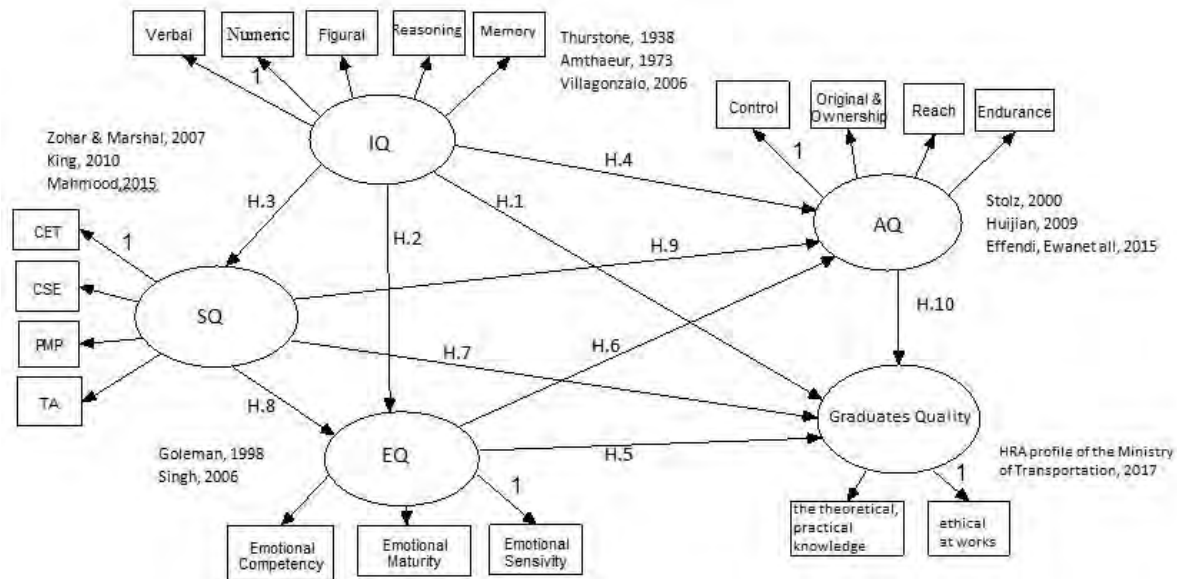 Verbal
Numeric
Figural
Reasoning
Memory
Thurstone, 1938
Amthaeur, 1973
Villagonzalo, 2006
1
IQ
Control
Original &
Ownership
Reach
Endurance
1
AQ
Stolz, 2000
Huijian, 2009
Effendi, Ewanet all, 2015
Zohar & Marshal, 2007
King, 2010
Mahmood,2015
H.4
H.1
H.3
H.2
H.9
H.10
CET
1
CSE
PMP
TA
SQ
H.7
H.6
H.8
Goleman, 1998
Singh, 2006
EQ
H.5
1
Graduates Quality
HRA profile of the Ministry
of Transportation, 2017
1
Emotional
Competency
Emotional
Maturity
Emotional
Sensivity
the theoretical,
practical
knowledge
ethical
at works